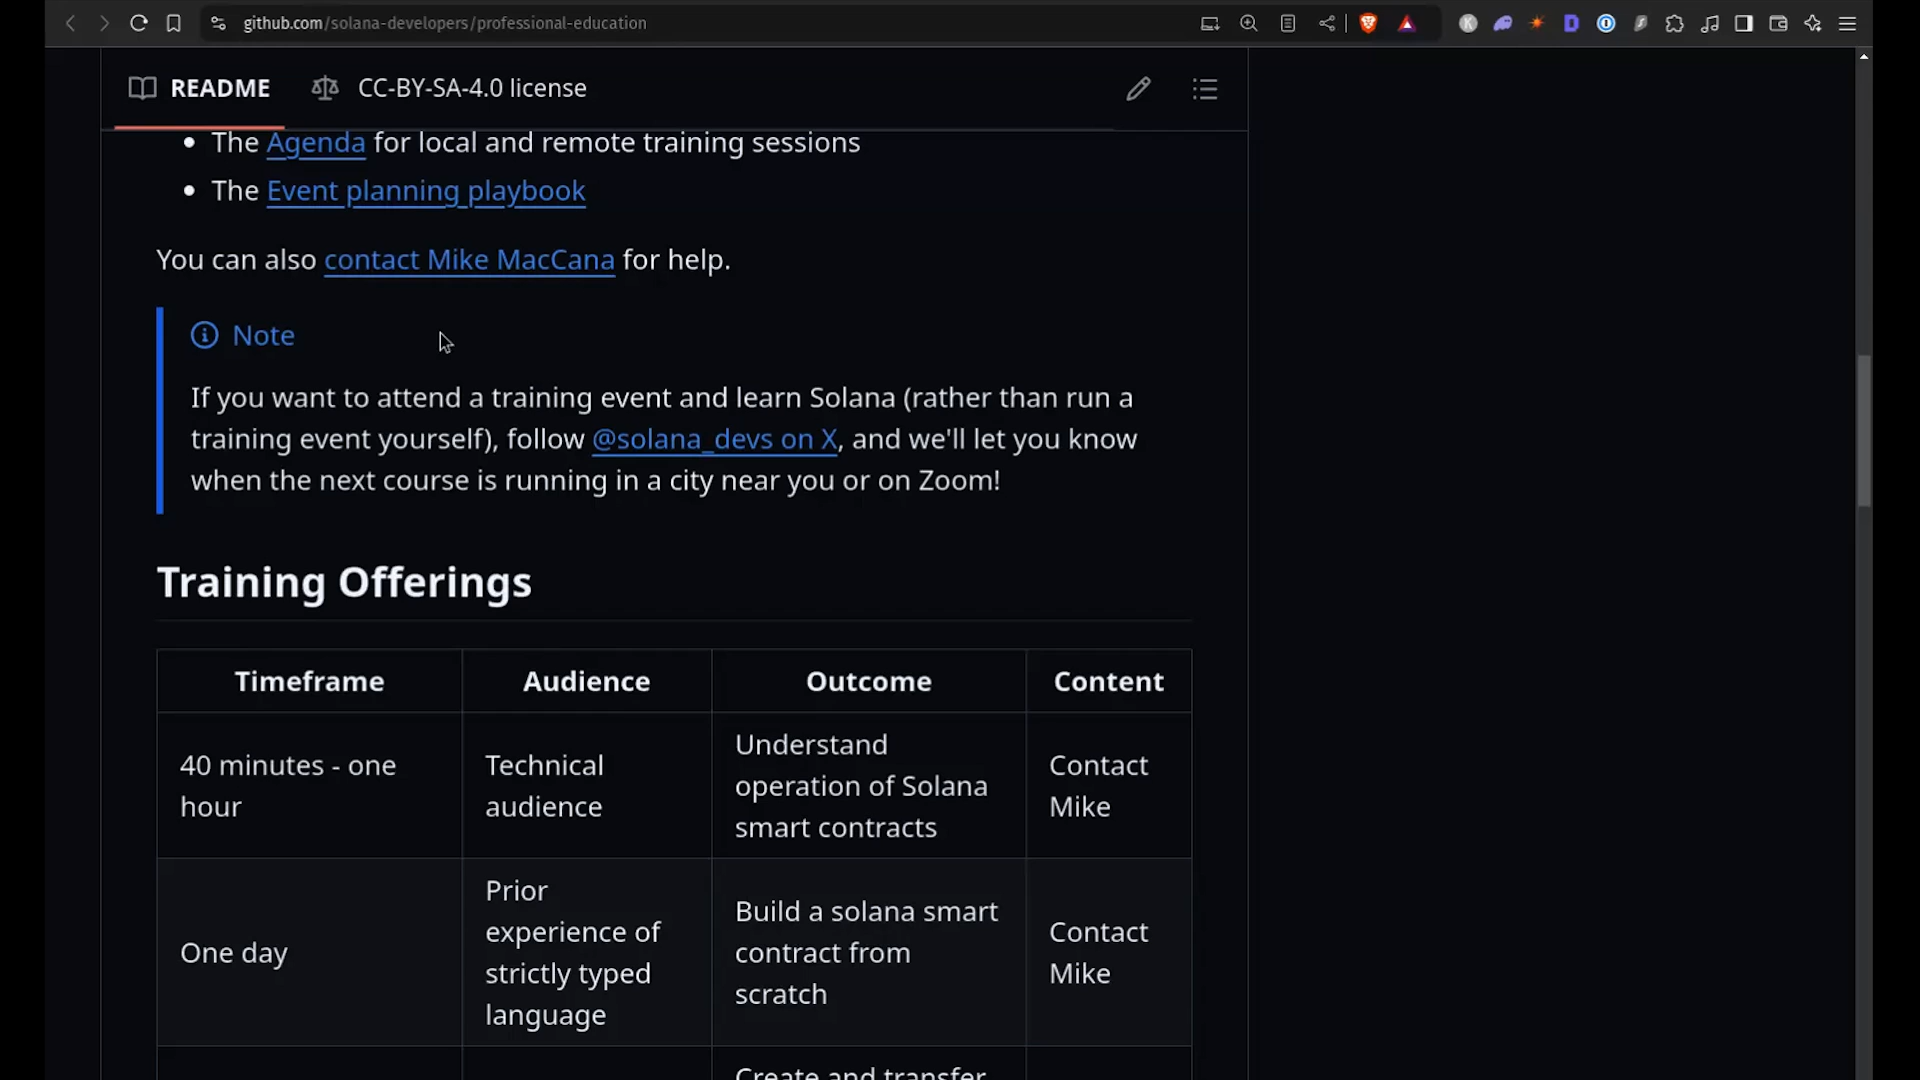 github.com/solana-developers/professional-education
README
CC-BY-SA-4.0 license
The Agenda for local and remote training sessions
The Event planning playbook
You can also contact Mike MacCana for help.
Note
If you want to attend a training event and learn Solana (rather than run a
training event yourself), follow @solana_devs on X, and we'll let you know
when the next course is running in a city near you or on Zoom!
Training Offerings
Timeframe
Audience
Outcome
Content
40 minutes - one
hour
Technical
audience
Understand
operation of Solana
smart contracts
Contact
Mike
One day
Prior
experience of
strictly typed
language
Build a solana smart
contract from
scratch
Contact
Mike
Create and transfer